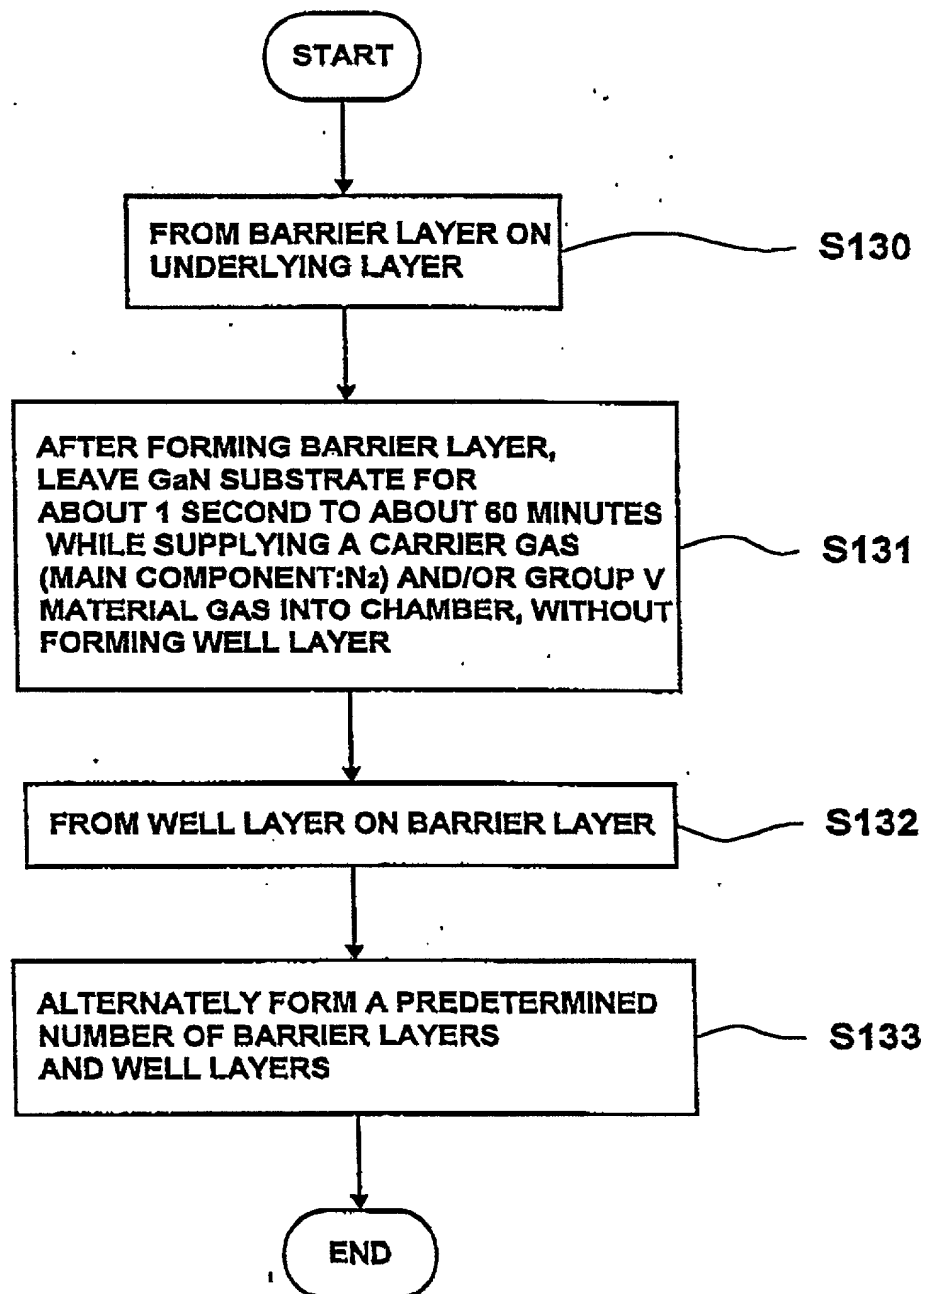 START
FROM BARRIER LAYER ON
UNDERLYING LAYER
S130
AFTER FORMING BARRIER LAYER,
LEAVE GaN SUBSTRATE FOR
ABOUT 1 SECOND TO ABOUT 60 MINUTES
WHILE SUPPLYING A CARRIER GAS
(MAIN COMPONENT:N₂) AND/OR GROUP V
MATERIAL GAS INTO CHAMBER, WITHOUT
FORMING WELL LAYER
S131
FROM WELL LAYER ON BARRIER LAYER
S132
ALTERNATELY FORM A PREDETERMINED
NUMBER OF BARRIER LAYERS
AND WELL LAYERS
S133
END